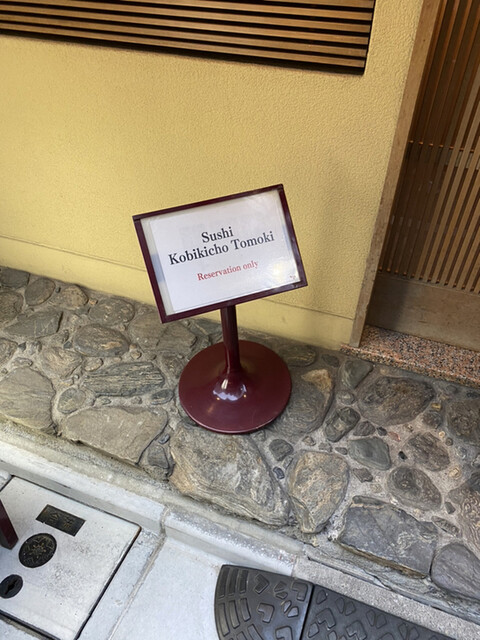 Sushi
Kobikicho Tomoki
Reservation only